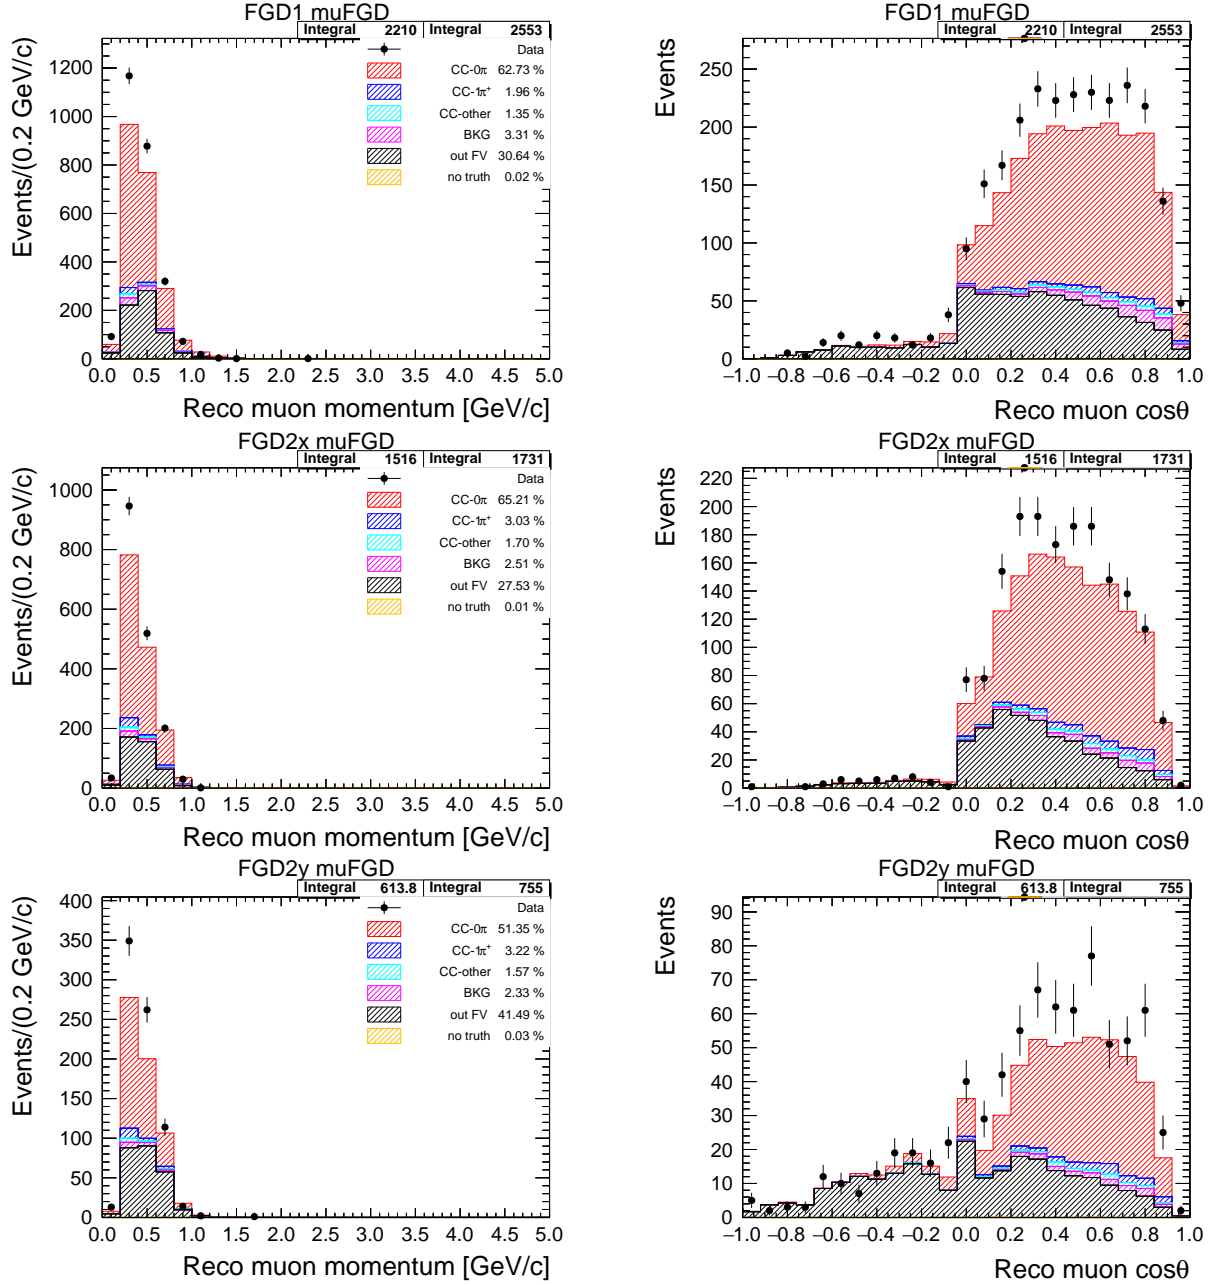 FGD1 muFGD
Integral 2210 Integral 2553
Data
CC-0π 62.73 %
CC-1π⁺ 1.96 %
CC-other 1.35 %
BKG 3.31 %
out FV 30.64 %
no truth 0.02 %
Events/(0.2 GeV/c)
1200
1000
800
600
400
200
0
0.0 0.5 1.0 1.5 2.0 2.5 3.0 3.5 4.0 4.5 5.0
Reco muon momentum [GeV/c]
FGD1 muFGD
Integral 2210 Integral 2553
Events
250
200
150
100
50
0
−1.0 −0.8 −0.6 −0.4 −0.2 0.0 0.2 0.4 0.6 0.8 1.0
Reco muon cosθ
FGD2x muFGD
Integral 1516 Integral 1731
Data
CC-0π 65.21 %
CC-1π⁺ 3.03 %
CC-other 1.70 %
BKG 2.51 %
out FV 27.53 %
no truth 0.01 %
Events/(0.2 GeV/c)
1000
800
600
400
200
0
0.0 0.5 1.0 1.5 2.0 2.5 3.0 3.5 4.0 4.5 5.0
Reco muon momentum [GeV/c]
FGD2x muFGD
Integral 1516 Integral 1731
Events
220
200
180
160
140
120
100
80
60
40
20
0
−1.0 −0.8 −0.6 −0.4 −0.2 0.0 0.2 0.4 0.6 0.8 1.0
Reco muon cosθ
FGD2y muFGD
Integral 613.8 Integral 755
Data
CC-0π 51.35 %
CC-1π⁺ 3.22 %
CC-other 1.57 %
BKG 2.33 %
out FV 41.49 %
no truth 0.03 %
Events/(0.2 GeV/c)
400
350
300
250
200
150
100
50
0
0.0 0.5 1.0 1.5 2.0 2.5 3.0 3.5 4.0 4.5 5.0
Reco muon momentum [GeV/c]
FGD2y muFGD
Integral 613.8 Integral 755
Events
90
80
70
60
50
40
30
20
10
0
−1.0 −0.8 −0.6 −0.4 −0.2 0.0 0.2 0.4 0.6 0.8 1.0
Reco muon cosθ